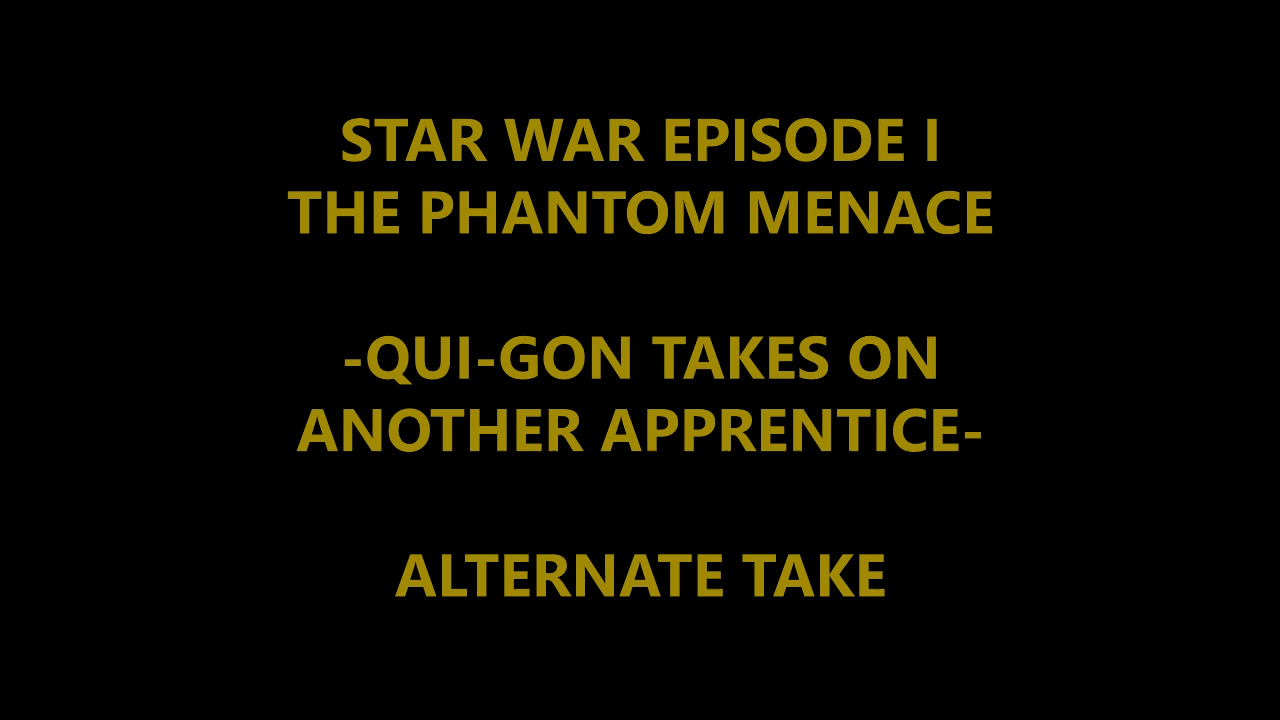 STAR WAR EPISODE I
THE PHANTOM MENACE
-QUI-GON TAKES ON
ANOTHER APPRENTICE-
ALTERNATE TAKE